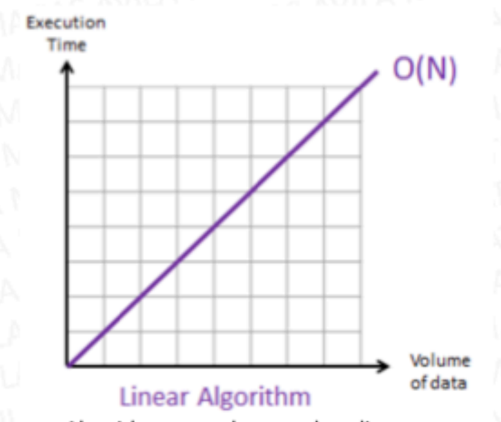 Execution
Time
O(N)
Volume
of data
Linear Algorithm